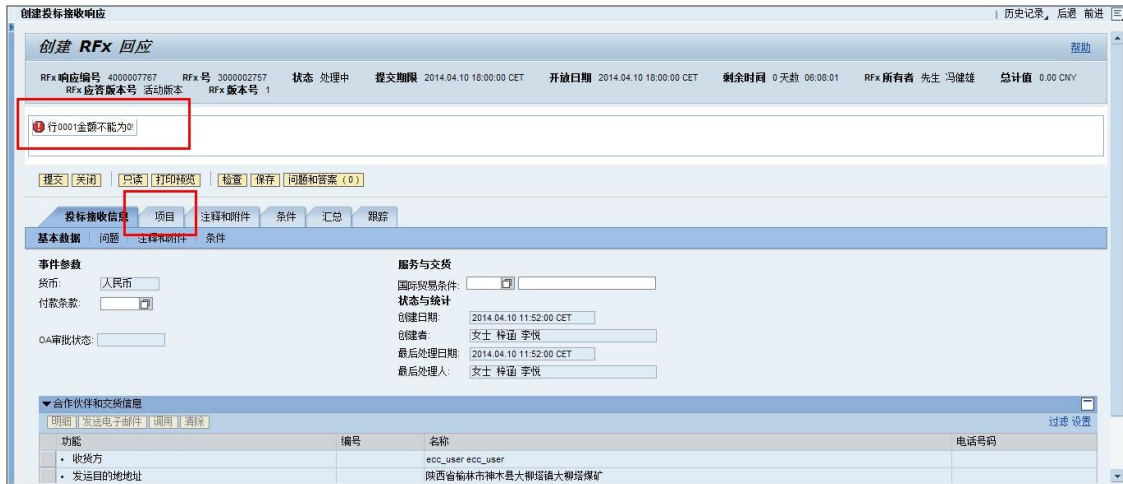 创建投标接收响应 | 历史记录 后退 前进
创建 RFx 回应 帮助
RFx 响应编号 4000007767 RFx 号 3000002757 状态 处理中 提交期限 2014.04.10 18:00:00 CET 开放日期 2014.04.10 18:00:00 CET 剩余时间 0 天数 06:08:01 RFx 所有者 先生 冯健雄 总计值 0.00 CNY
RFx 应答版本号 活动版本 RFx 版本号 1
行0001金额不能为0!
提交 关闭 只读 打印预览 检查 保存 问题和答案 ( 0 )
投标接收信息 项目 注释和附件 条件 汇总 跟踪
基本数据 问题 注释和附件 条件
事件参数 服务与交货
货币: 人民币 国际贸易条件:
付款条款: 状态与统计
创建日期: 2014.04.10 11:52:00 CET
OA审批状态: 创建者: 女士 梓涵 李悦
最后处理日期: 2014.04.10 11:52:00 CET
最后处理人: 女士 梓涵 李悦
合作伙伴和交货信息
明细 发送电子邮件 调用 清除 过滤 设置
功能 编号 名称 电话号码
• 收货方 ecc_user ecc_user
• 发运目的地地址 陕西省榆林市神木县大柳塔镇大柳塔煤矿